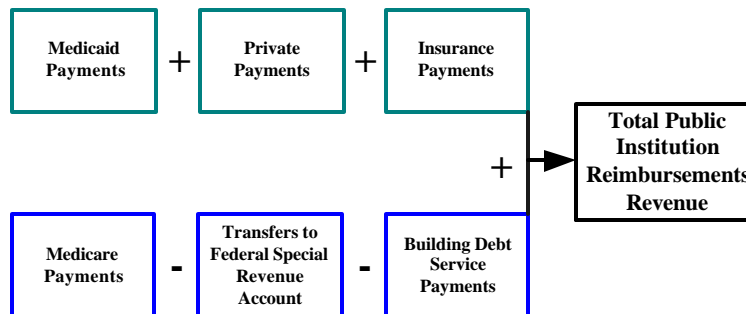 Medicaid
Payments
+
Private
Payments
+
Insurance
Payments
+
Total Public
Institution
Reimbursements
Revenue
Medicare
Payments
-
Transfers to
Federal Special
Revenue
Account
-
Building Debt
Service
Payments